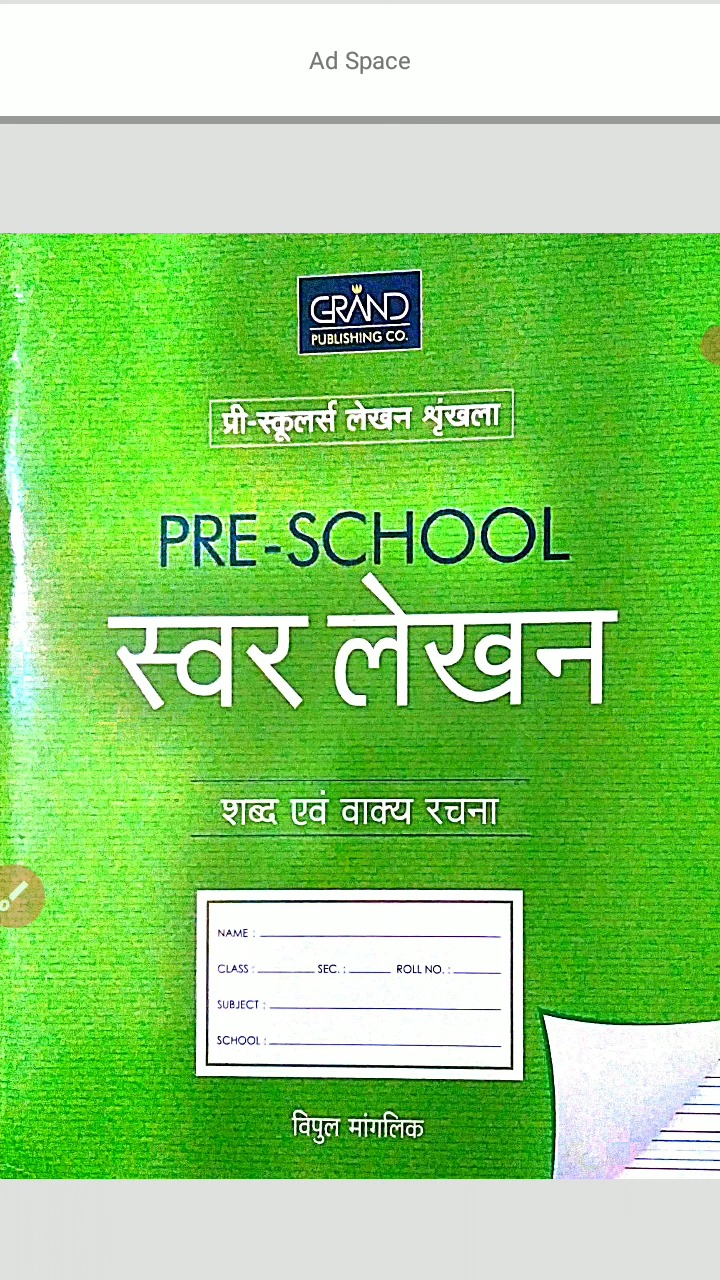 Ad Space
GRAND
PUBLISHING CO.
प्री-स्कूलर्स लेखन श्रृंखला
PRE-SCHOOL
स्वर लेखन
शब्द एवं वाक्य रचना
NAME :
CLASS : SEC. : ROLL NO. :
SUBJECT :
SCHOOL :
विपुल मांगलिक